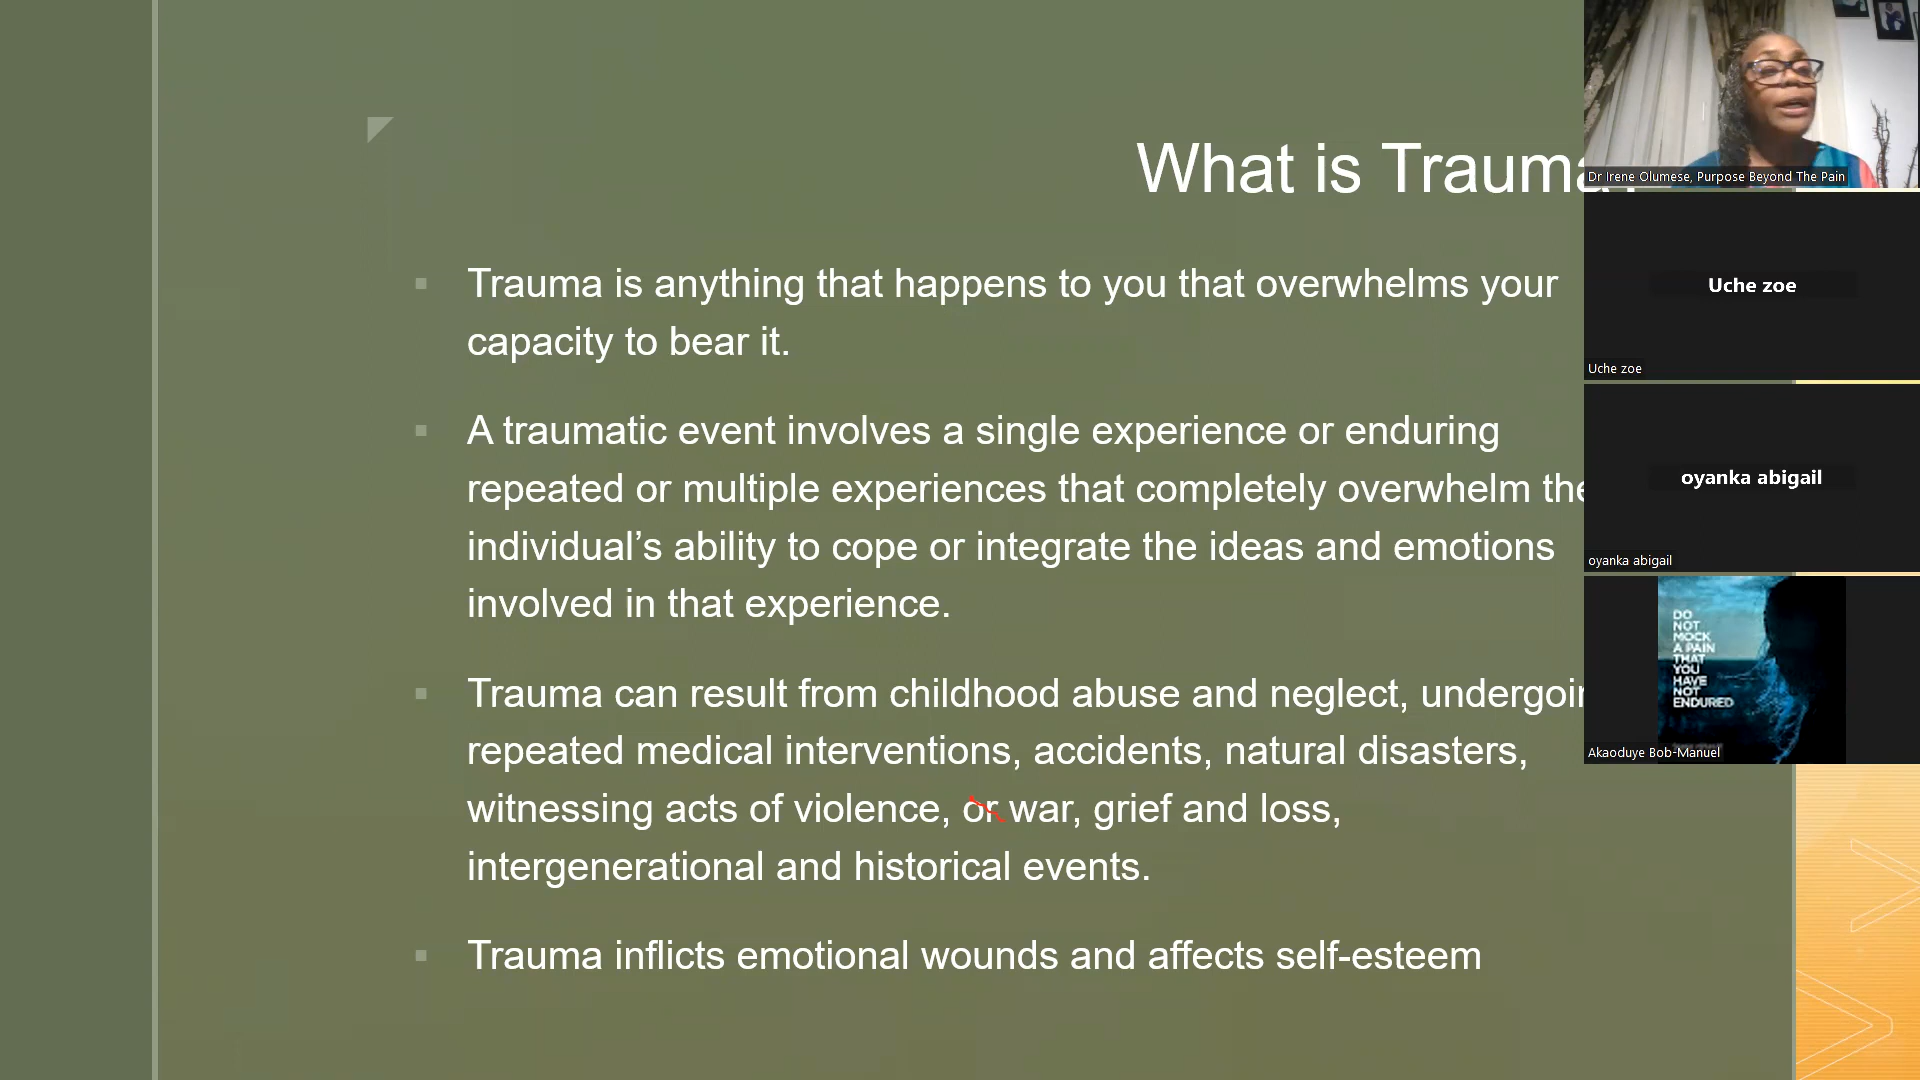 What is Trauma
Trauma is anything that happens to you that overwhelms your
capacity to bear it.
A traumatic event involves a single experience or enduring
repeated or multiple experiences that completely overwhelm the
individual’s ability to cope or integrate the ideas and emotions
involved in that experience.
Trauma can result from childhood abuse and neglect,
repeated medical interventions, accidents, natural disasters,
witnessing acts of violence, or war, grief and loss,
intergenerational and historical events.
Trauma inflicts emotional wounds and affects self-esteem
Dr Irene Olumese, Purpose Beyond The Pain
Uche zoe
Uche zoe
oyanka abigail
oyanka abigail
DO
NOT
MOCK
A PAIN
THAT
YOU
HAVE
NOT
ENDURED
Akaoduye Bob-Manuel